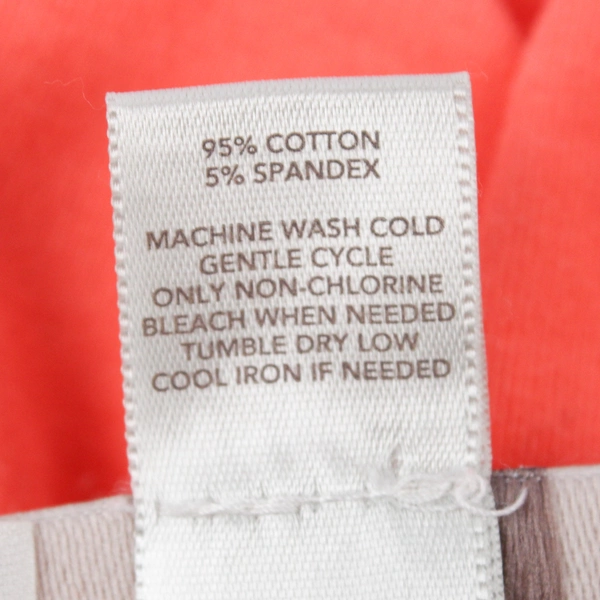 95% COTTON
5% SPANDEX
MACHINE WASH COLD
GENTLE CYCLE
ONLY NON-CHLORINE
BLEACH WHEN NEEDED
TUMBLE DRY LOW
COOL IRON IF NEEDED